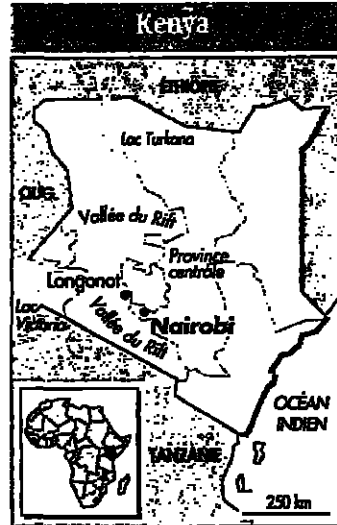 Kenya
ÉTHIOPIE
Lac Turkana
OUG.
Vallée du Rift
Province
centrale
Longonot
Lac
Victoria
Vallée du Rift
Nairobi
OCÉAN
INDIEN
TANZANIE
250 km